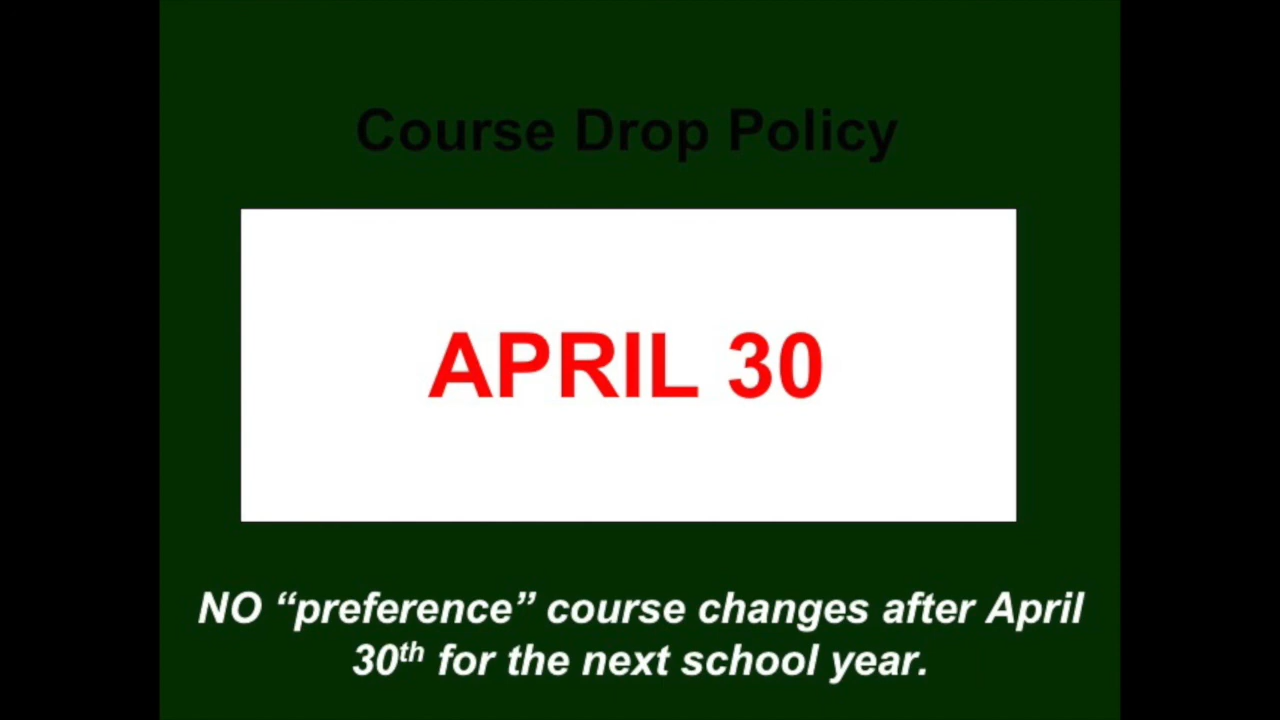 Course Drop Policy
APRIL 30
NO “preference” course changes after April
30th for the next school year.